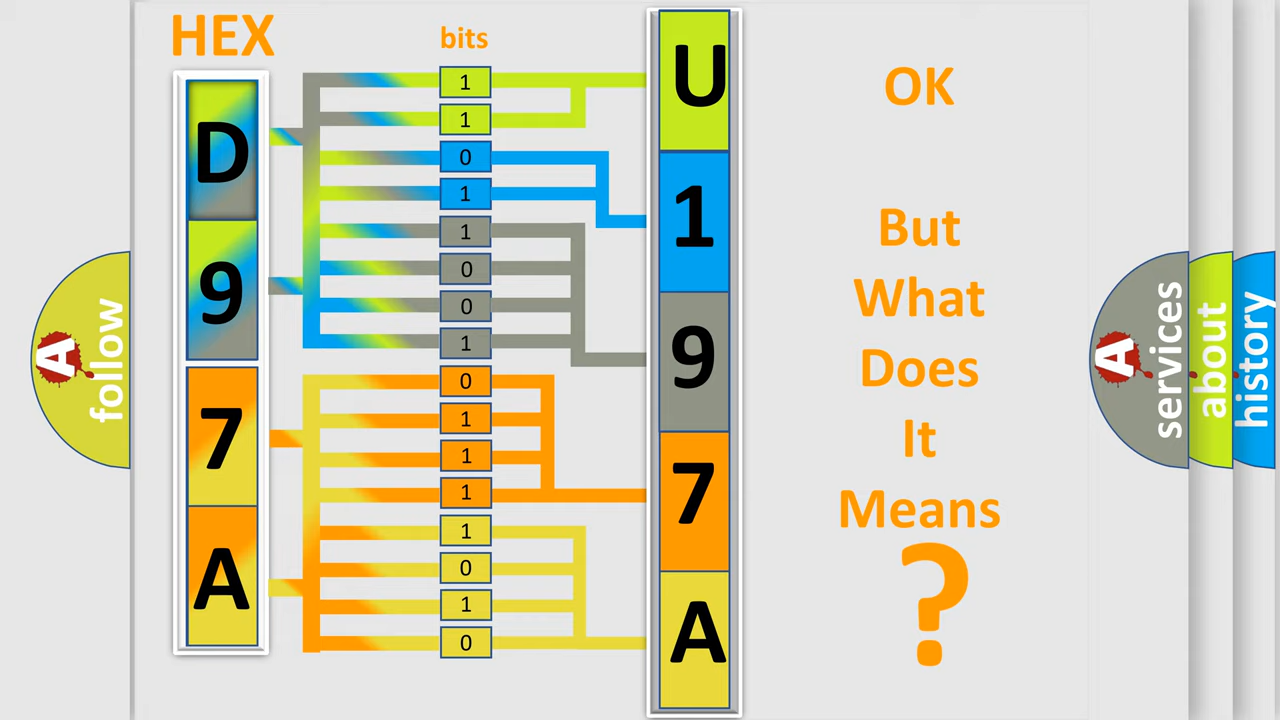 HEX
bits
D
9
7
A
1
1
0
1
1
0
0
1
0
1
1
1
1
0
1
0
U
1
9
7
A
OK
But
What
Does
It
Means
?
A
follow
A
services
about
history